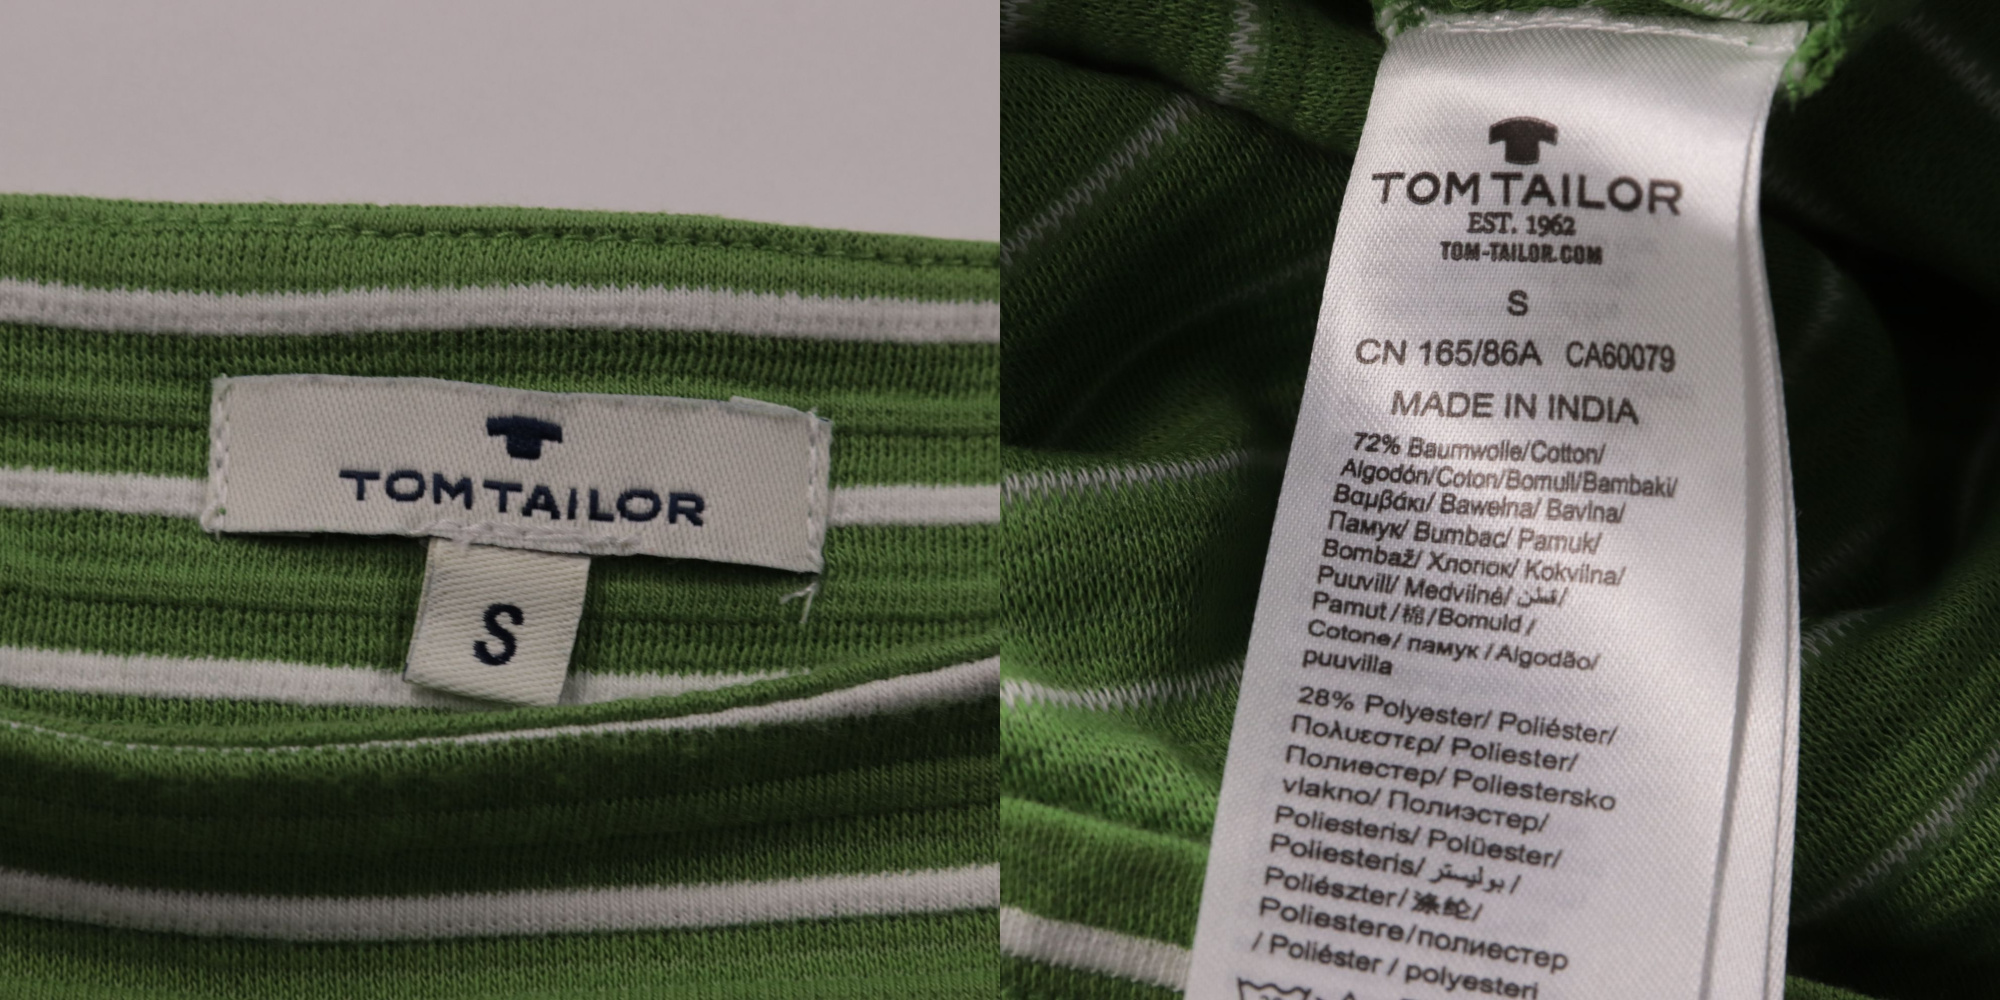 TOM TAILOR
S
TOM TAILOR
EST. 1962
TOM-TAILOR.COM
S
CN 165/86A CA60079
MADE IN INDIA
72% Baumwolle/Cotton/
Algodón/Coton/Bomull/Bambaki/
Βαμβάκι/ Bawełna/ Bavlna/
Памук/ Bumbac/ Pamuk/
Bombaž/ Хлопок/ Kokvilna/
Puuvill/ Medvilnė/ قطن/
Pamut/棉/Bomuld/
Cotone/ памук /Algodão/
puuvilla
28% Polyester/ Poliéster/
Πολυεστερ/ Poliester/
Полиестер/ Poliestersko
vlakno/ Полиэстер/
Poliesteris/ Polüester/
Poliesteris/ بوليستر/
Poliészter/涤纶/
Poliestere/полиестер
/ Poliéster / polyesteri